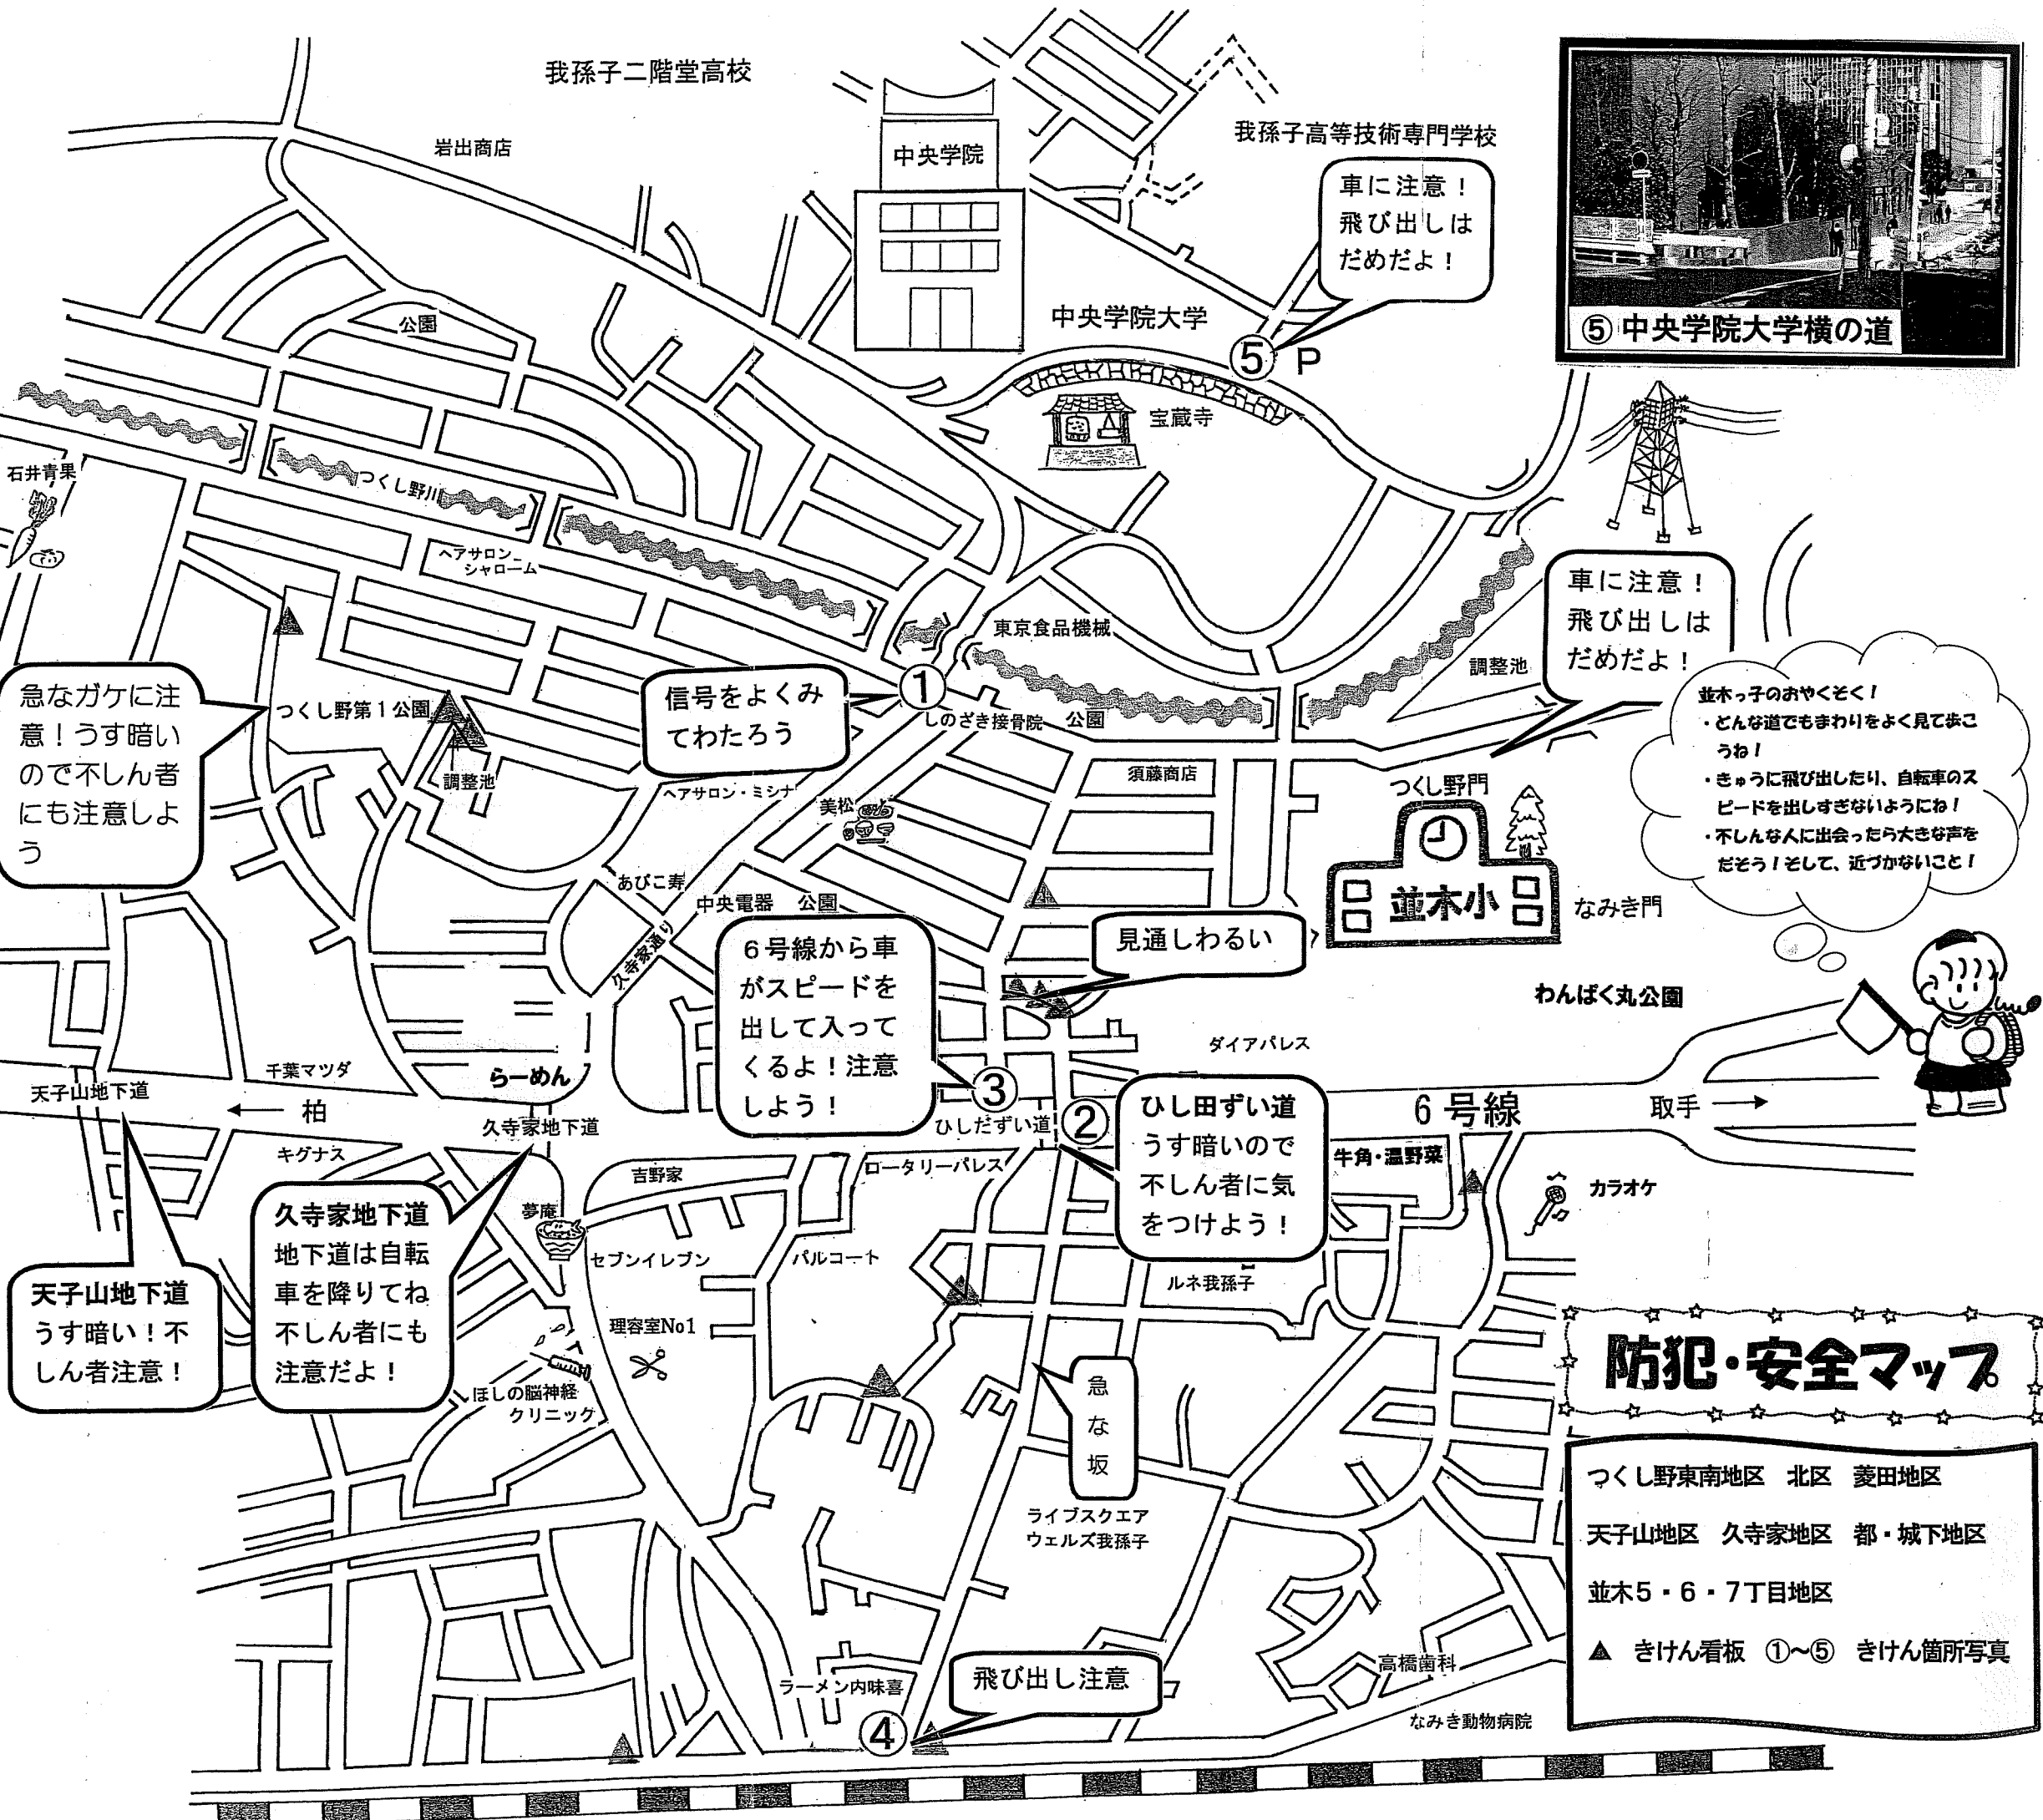 我孫子二階堂高校
岩出商店
中央学院
我孫子高等技術専門学校
車に注意！
飛び出しは
だめだよ！
⑤中央学院大学横の道
中央学院大学
⑤
P
公園
宝蔵寺
石井青果
つくし野川
ヘアサロン
シャローム
東京食品機械
車に注意！
飛び出しは
だめだよ！
調整池
急なガケに注
意！うす暗い
ので不しん者
にも注意しよ
う
つくし野第１公園
調整池
信号をよくみ
てわたろう
①
しのざき接骨院
公園
須藤商店
ヘアサロン・ミシナ
美松
つくし野門
並木小
なみき門
並木っ子のおやくそく！
・どんな道でもまわりをよく見て歩こ
うね！
・きゅうに飛び出したり、自転車のス
ピードを出しすぎないようにね！
・不しんな人に出会ったら大きな声を
だそう！そして、近づかないこと！
あびこ寿
中央電器
公園
久寺家通り
６号線から車
がスピードを
出して入って
くるよ！注意
しよう！
見通しわるい
わんぱく丸公園
ダイアパレス
千葉マツダ
らーめん
天子山地下道
← 柏
久寺家地下道
③
ひしだずい道
②
ひし田ずい道
うす暗いので
不しん者に気
をつけよう！
６号線
取手 →
キグナス
吉野家
ロータリーパレス
牛角・温野菜
カラオケ
久寺家地下道
地下道は自転
車を降りてね
不しん者にも
注意だよ！
夢庵
セブンイレブン
パルコート
ルネ我孫子
天子山地下道
うす暗い！不
しん者注意！
理容室No1
ほしの脳神経
クリニック
急な坂
防犯・安全マップ
ライブスクエア
ウェルズ我孫子
つくし野東南地区　北区　菱田地区
天子山地区　久寺家地区　都・城下地区
並木５・６・７丁目地区
▲　きけん看板　①～⑤　きけん箇所写真
ラーメン内味喜
飛び出し注意
④
高橋歯科
なみき動物病院